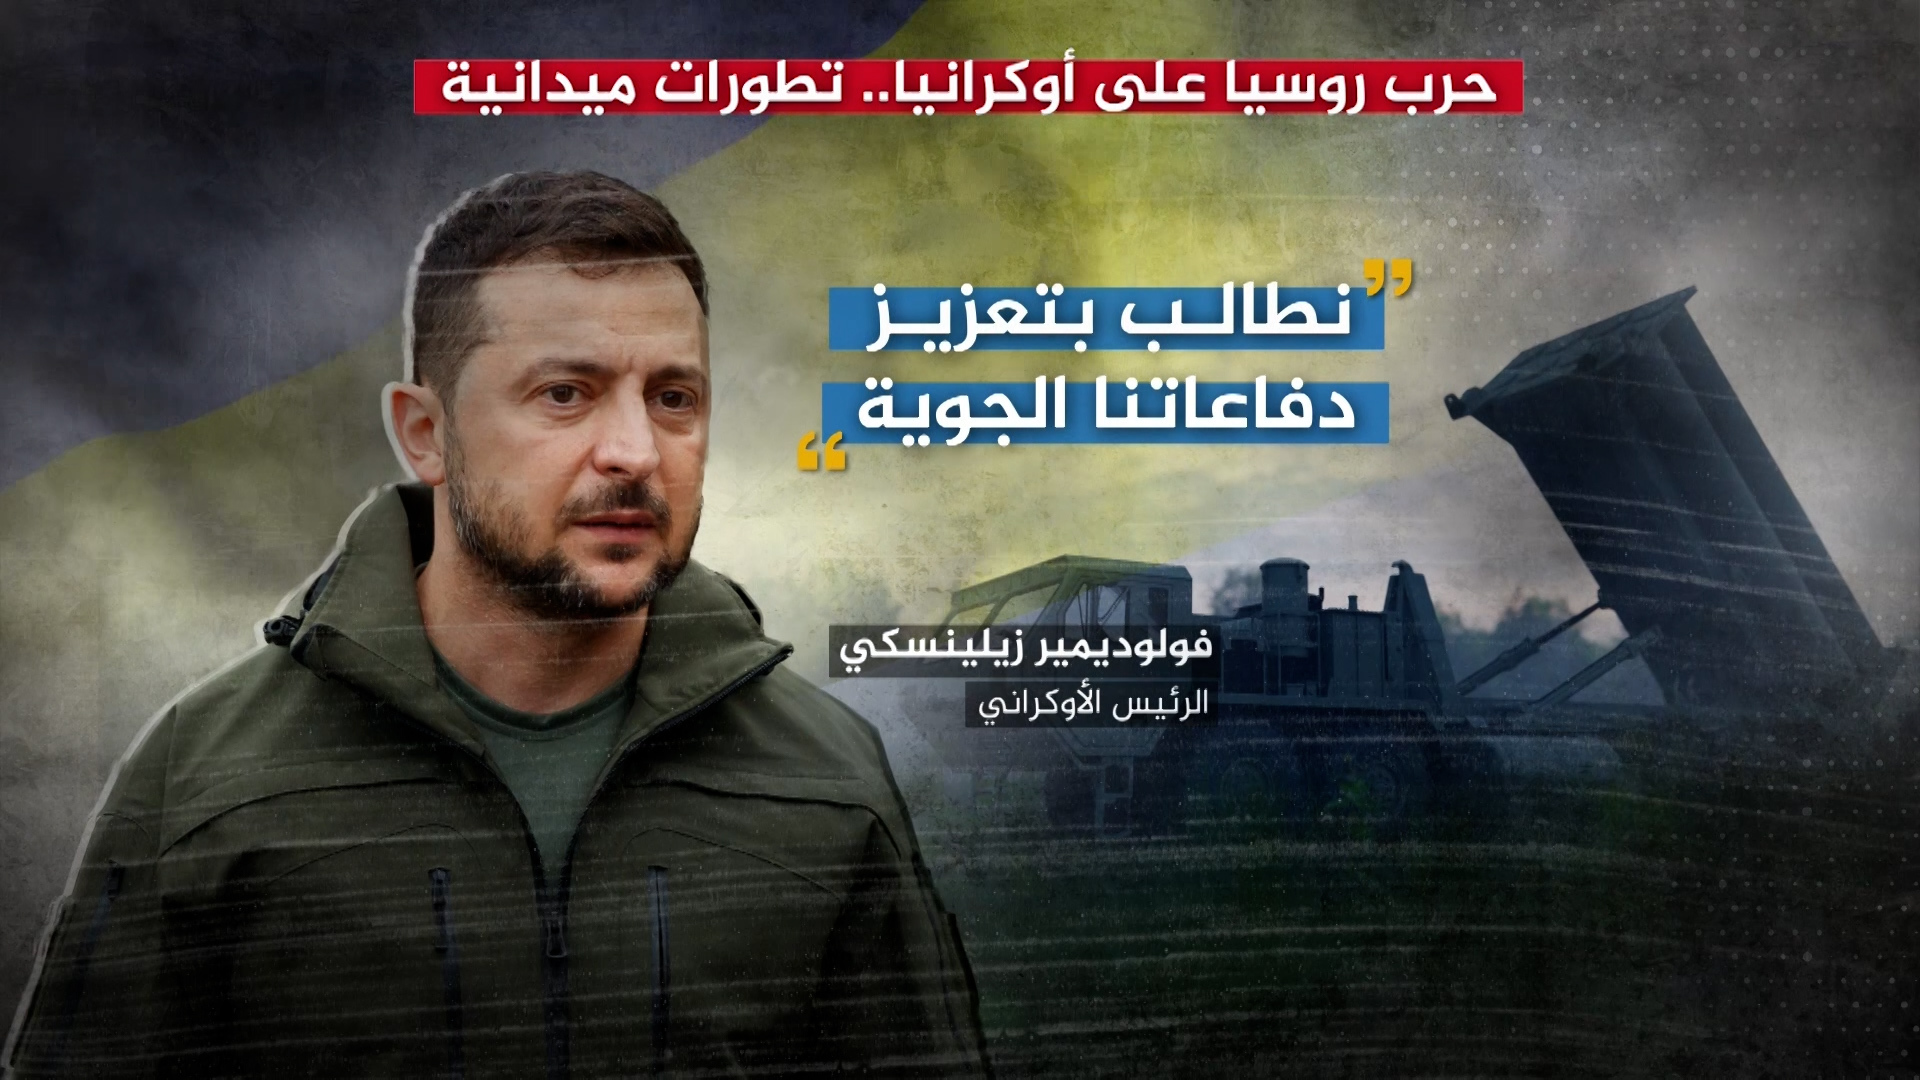 حرب روسيا على أوكرانيا.. تطورات ميدانية
"نطالب بتعزيز
دفاعاتنا الجوية"
فولوديمير زيلينسكي
الرئيس الأوكراني